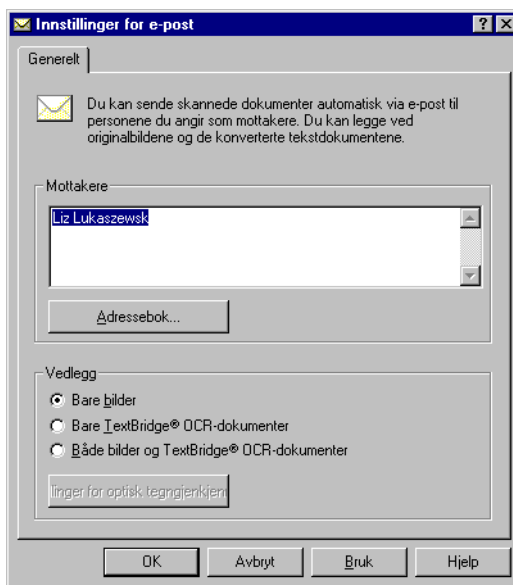 Innstillinger for e-post
Generelt
Du kan sende skannede dokumenter automatisk via e-post til
personene du angir som mottakere. Du kan legge ved
originalbildene og de konverterte tekstdokumentene.
Mottakere
Liz Lukaszewsk
Adressebok...
Vedlegg
Bare bilder
Bare TextBridge® OCR-dokumenter
Både bilder og TextBridge® OCR-dokumenter
linger for optisk tegngjenkjenn
OK Avbryt Bruk Hjelp